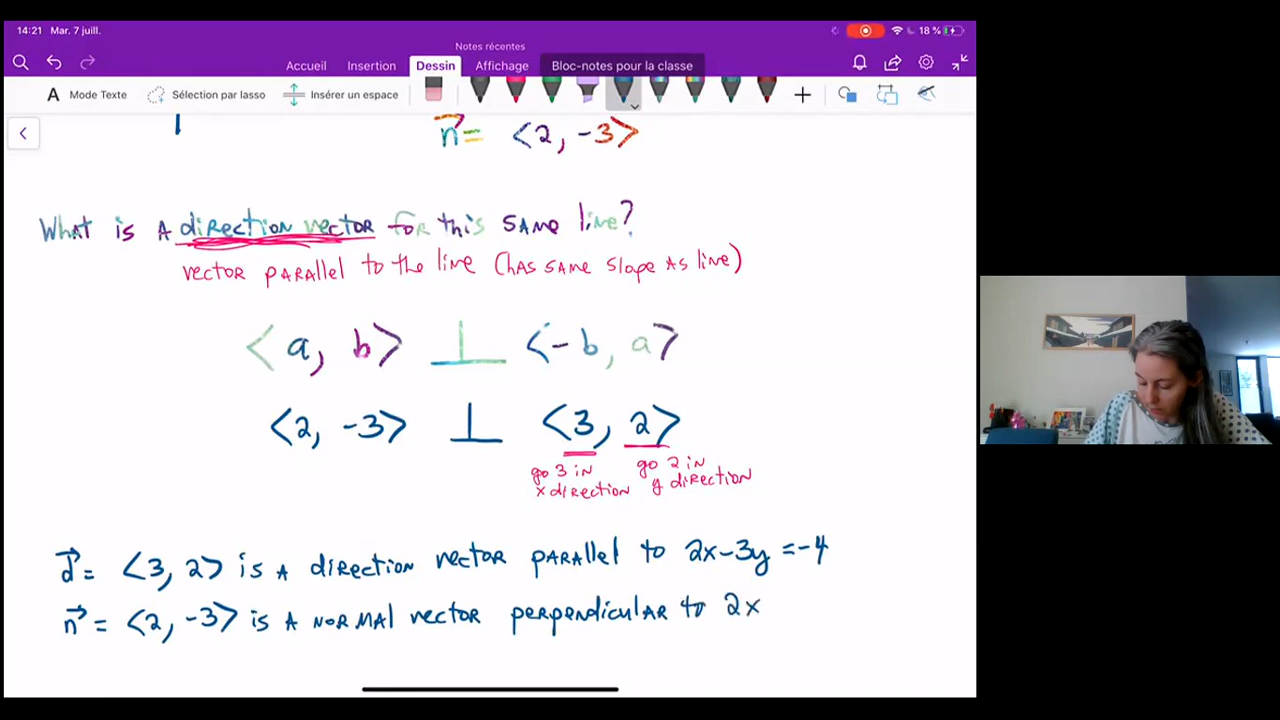 14:21 Mar. 7 juill. 18 %
Notes récentes
Accueil Insertion Dessin Affichage Bloc-notes pour la classe
A Mode Texte Sélection par lasso Insérer un espace
n = <2, -3>
What is a direction vector for this same line?
vector parallel to the line (has same slope as line)
<a, b> ⊥ <-b, a>
<2, -3> ⊥ <3, 2>
go 3 in x direction
go 2 in y direction
d = <3, 2> is a direction vector parallel to 2x-3y=-4
n = <2, -3> is a normal vector perpendicular to 2x